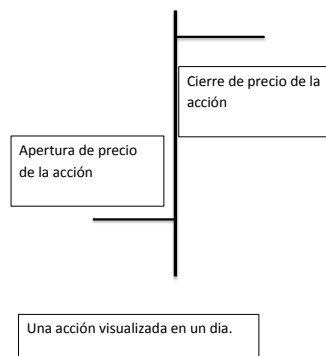 Cierre de precio de la
acción
Apertura de precio
de la acción
Una acción visualizada en un dia.